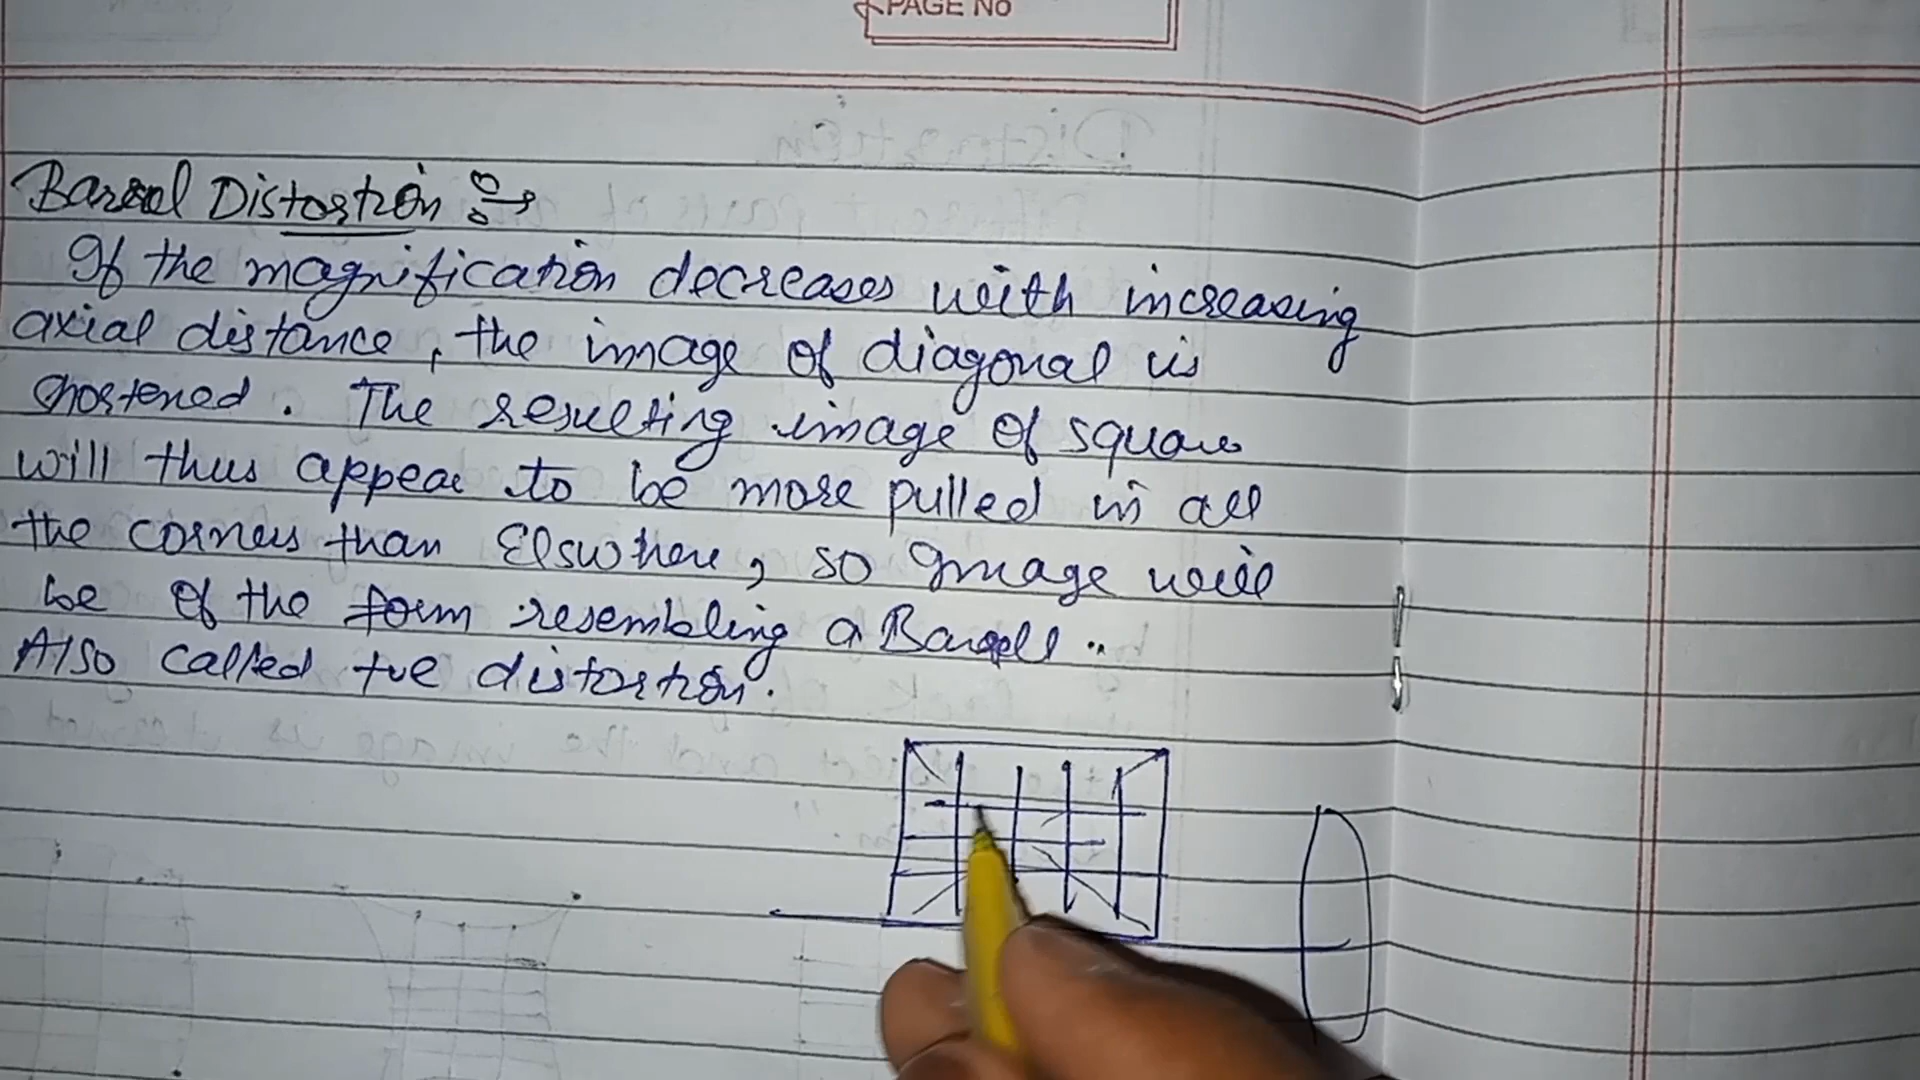 PAGE No
Barrel Distortion :→
If the magnification decreases with increasing
axial distance, the image of diagonal is
shortened. The resulting image of square
will thus appear to be more pulled in all
the corners than Elswhere, so Image will
be of the form resembling a Barrell..
Also called +ve distortion.